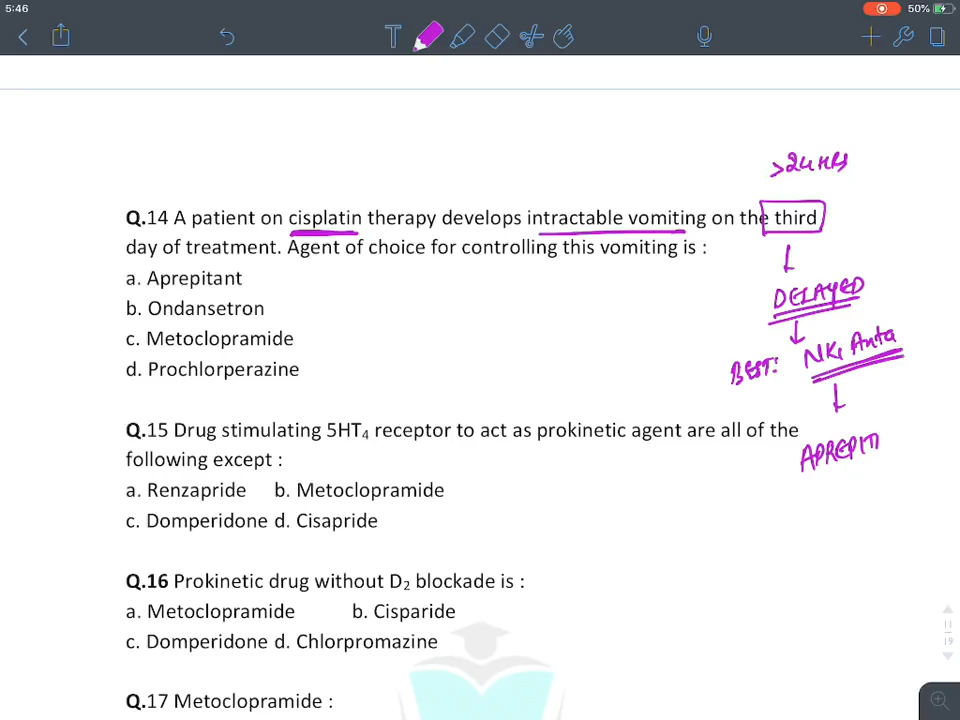 5:46
50%
T
>24 HRS
Q.14 A patient on cisplatin therapy develops intractable vomiting on the third
day of treatment. Agent of choice for controlling this vomiting is :
a. Aprepitant
b. Ondansetron
c. Metoclopramide
d. Prochlorperazine
DELAYED
BEST: NK1 Anta
APREPIT
Q.15 Drug stimulating 5HT4 receptor to act as prokinetic agent are all of the
following except :
a. Renzapride b. Metoclopramide
c. Domperidone d. Cisapride
Q.16 Prokinetic drug without D2 blockade is :
a. Metoclopramide b. Cisparide
c. Domperidone d. Chlorpromazine
11
19
Q.17 Metoclopramide :